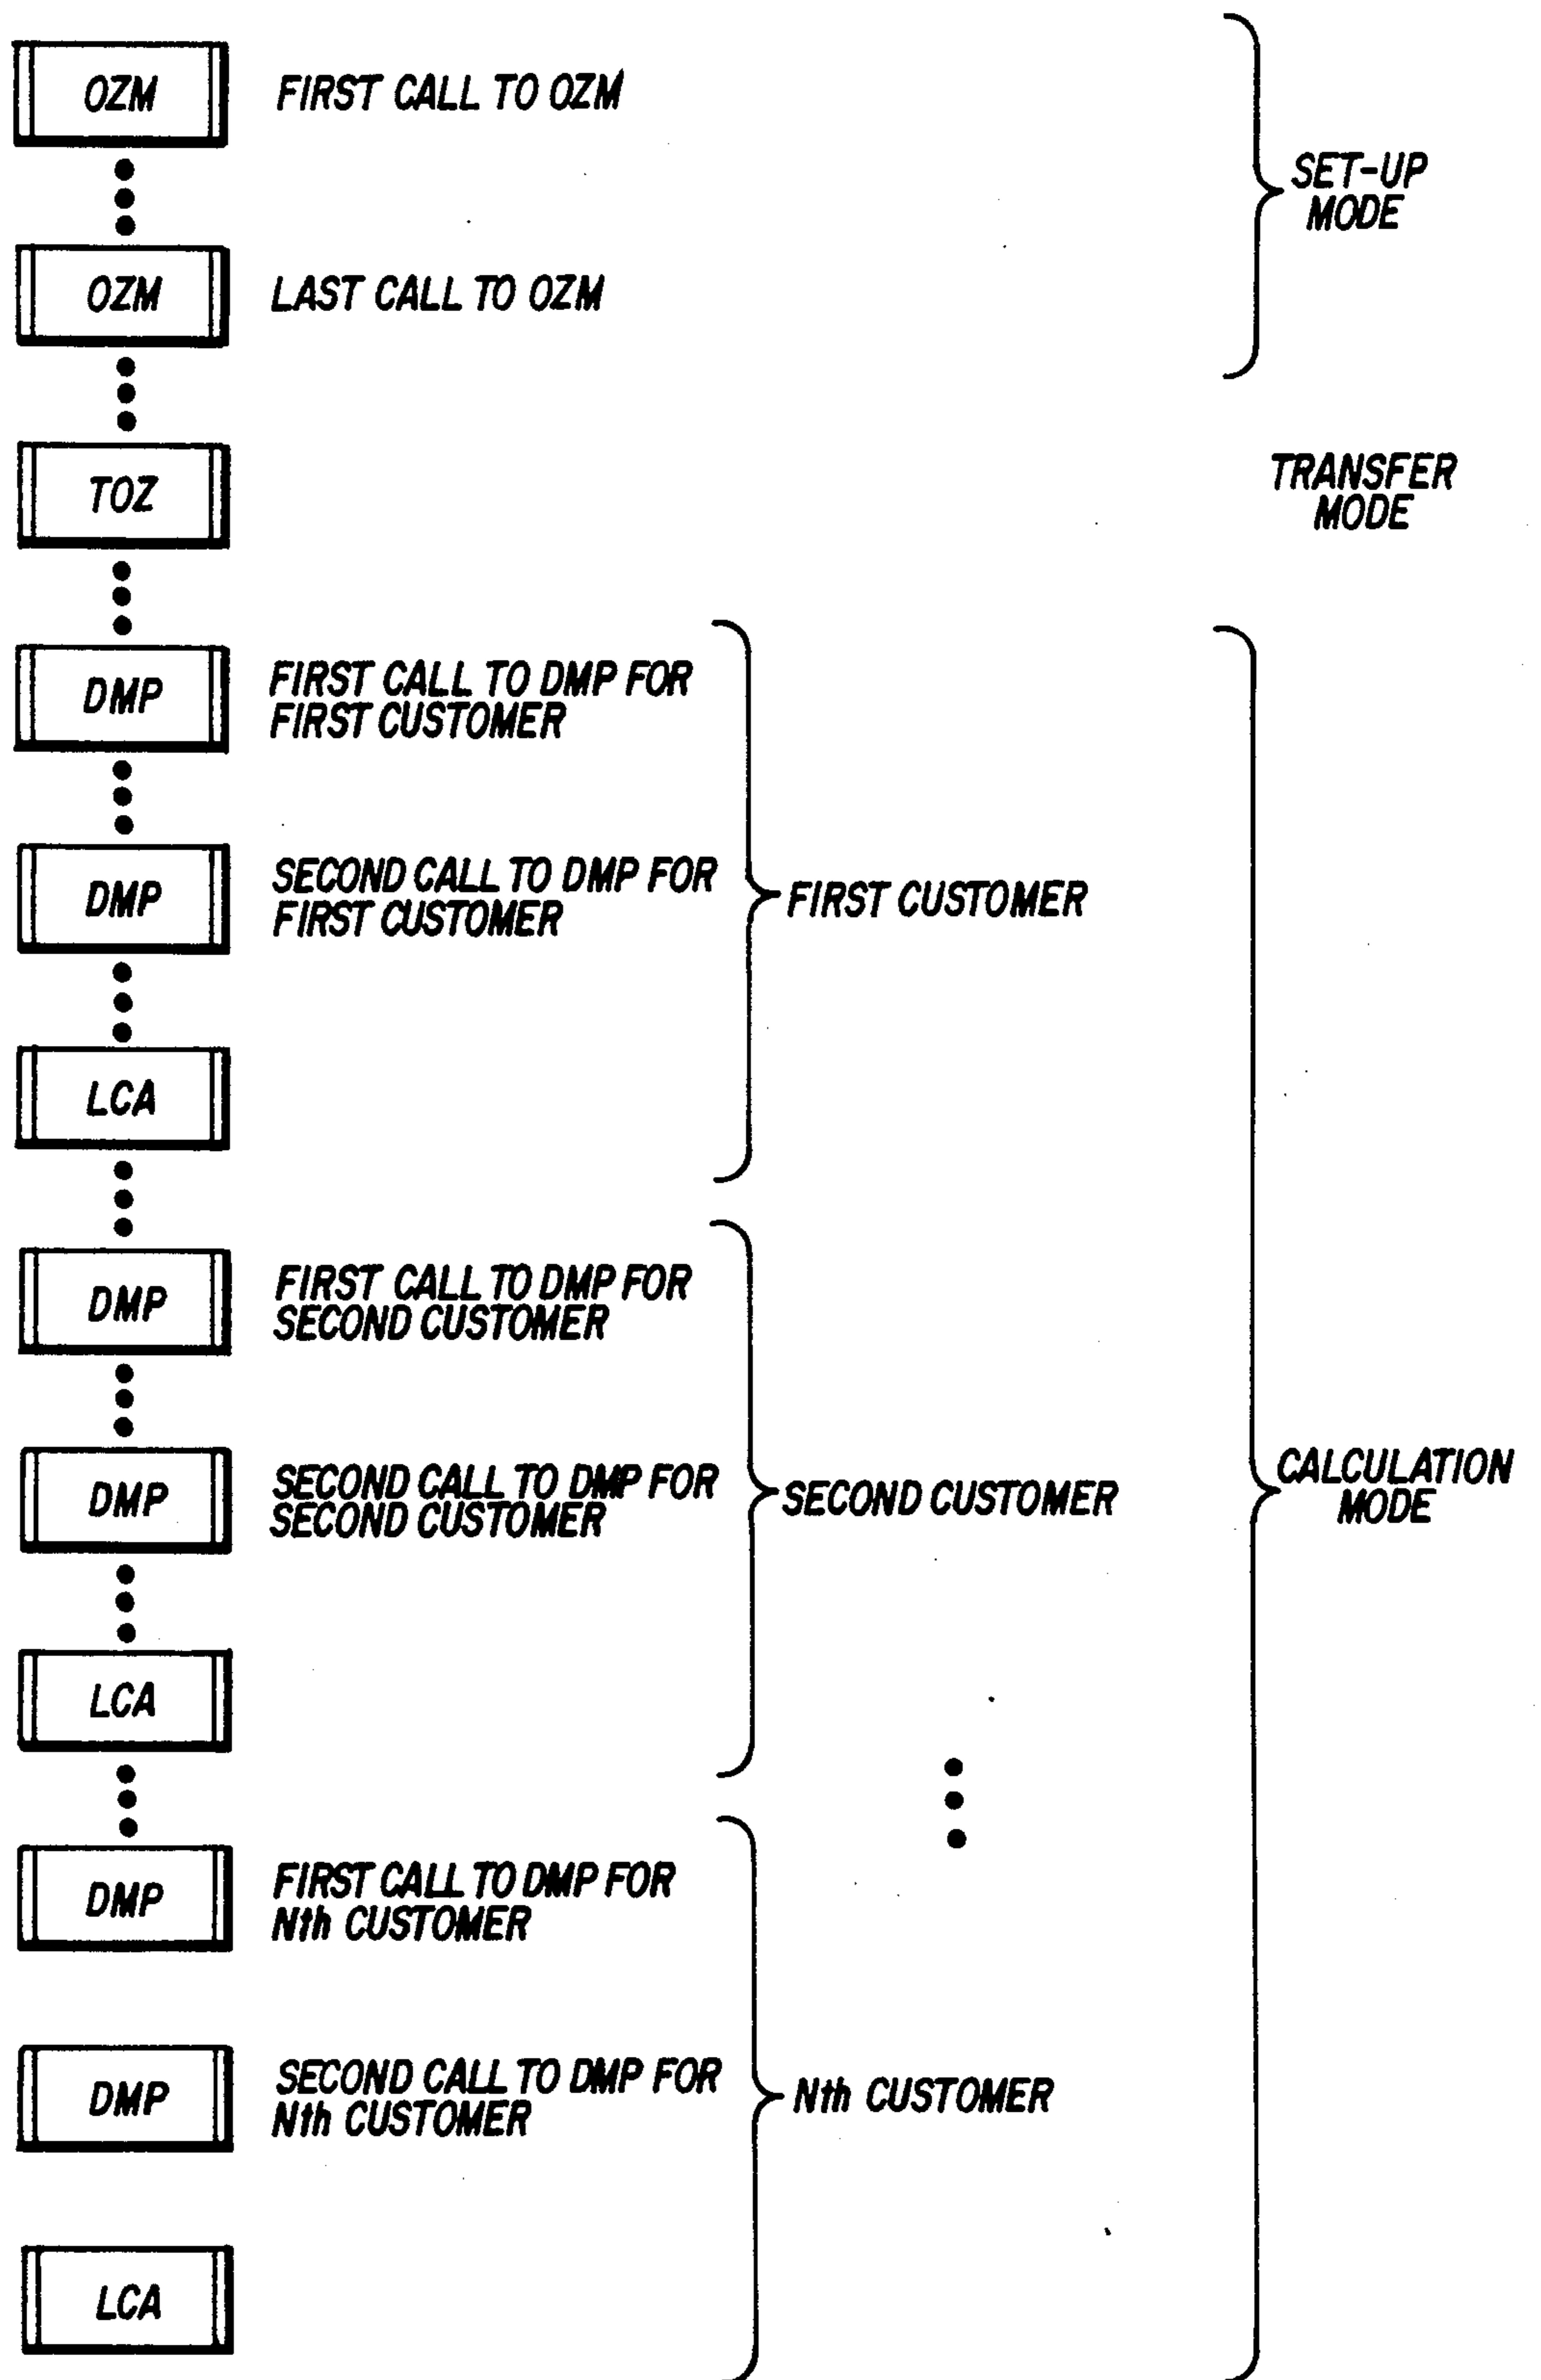 OZM
FIRST CALL TO OZM
OZM
LAST CALL TO OZM
SET-UP
MODE
TOZ
TRANSFER
MODE
DMP
FIRST CALL TO DMP FOR
FIRST CUSTOMER
DMP
SECOND CALL TO DMP FOR
FIRST CUSTOMER
FIRST CUSTOMER
LCA
DMP
FIRST CALL TO DMP FOR
SECOND CUSTOMER
DMP
SECOND CALL TO DMP FOR
SECOND CUSTOMER
SECOND CUSTOMER
CALCULATION
MODE
LCA
DMP
FIRST CALL TO DMP FOR
Nth CUSTOMER
DMP
SECOND CALL TO DMP FOR
Nth CUSTOMER
Nth CUSTOMER
LCA